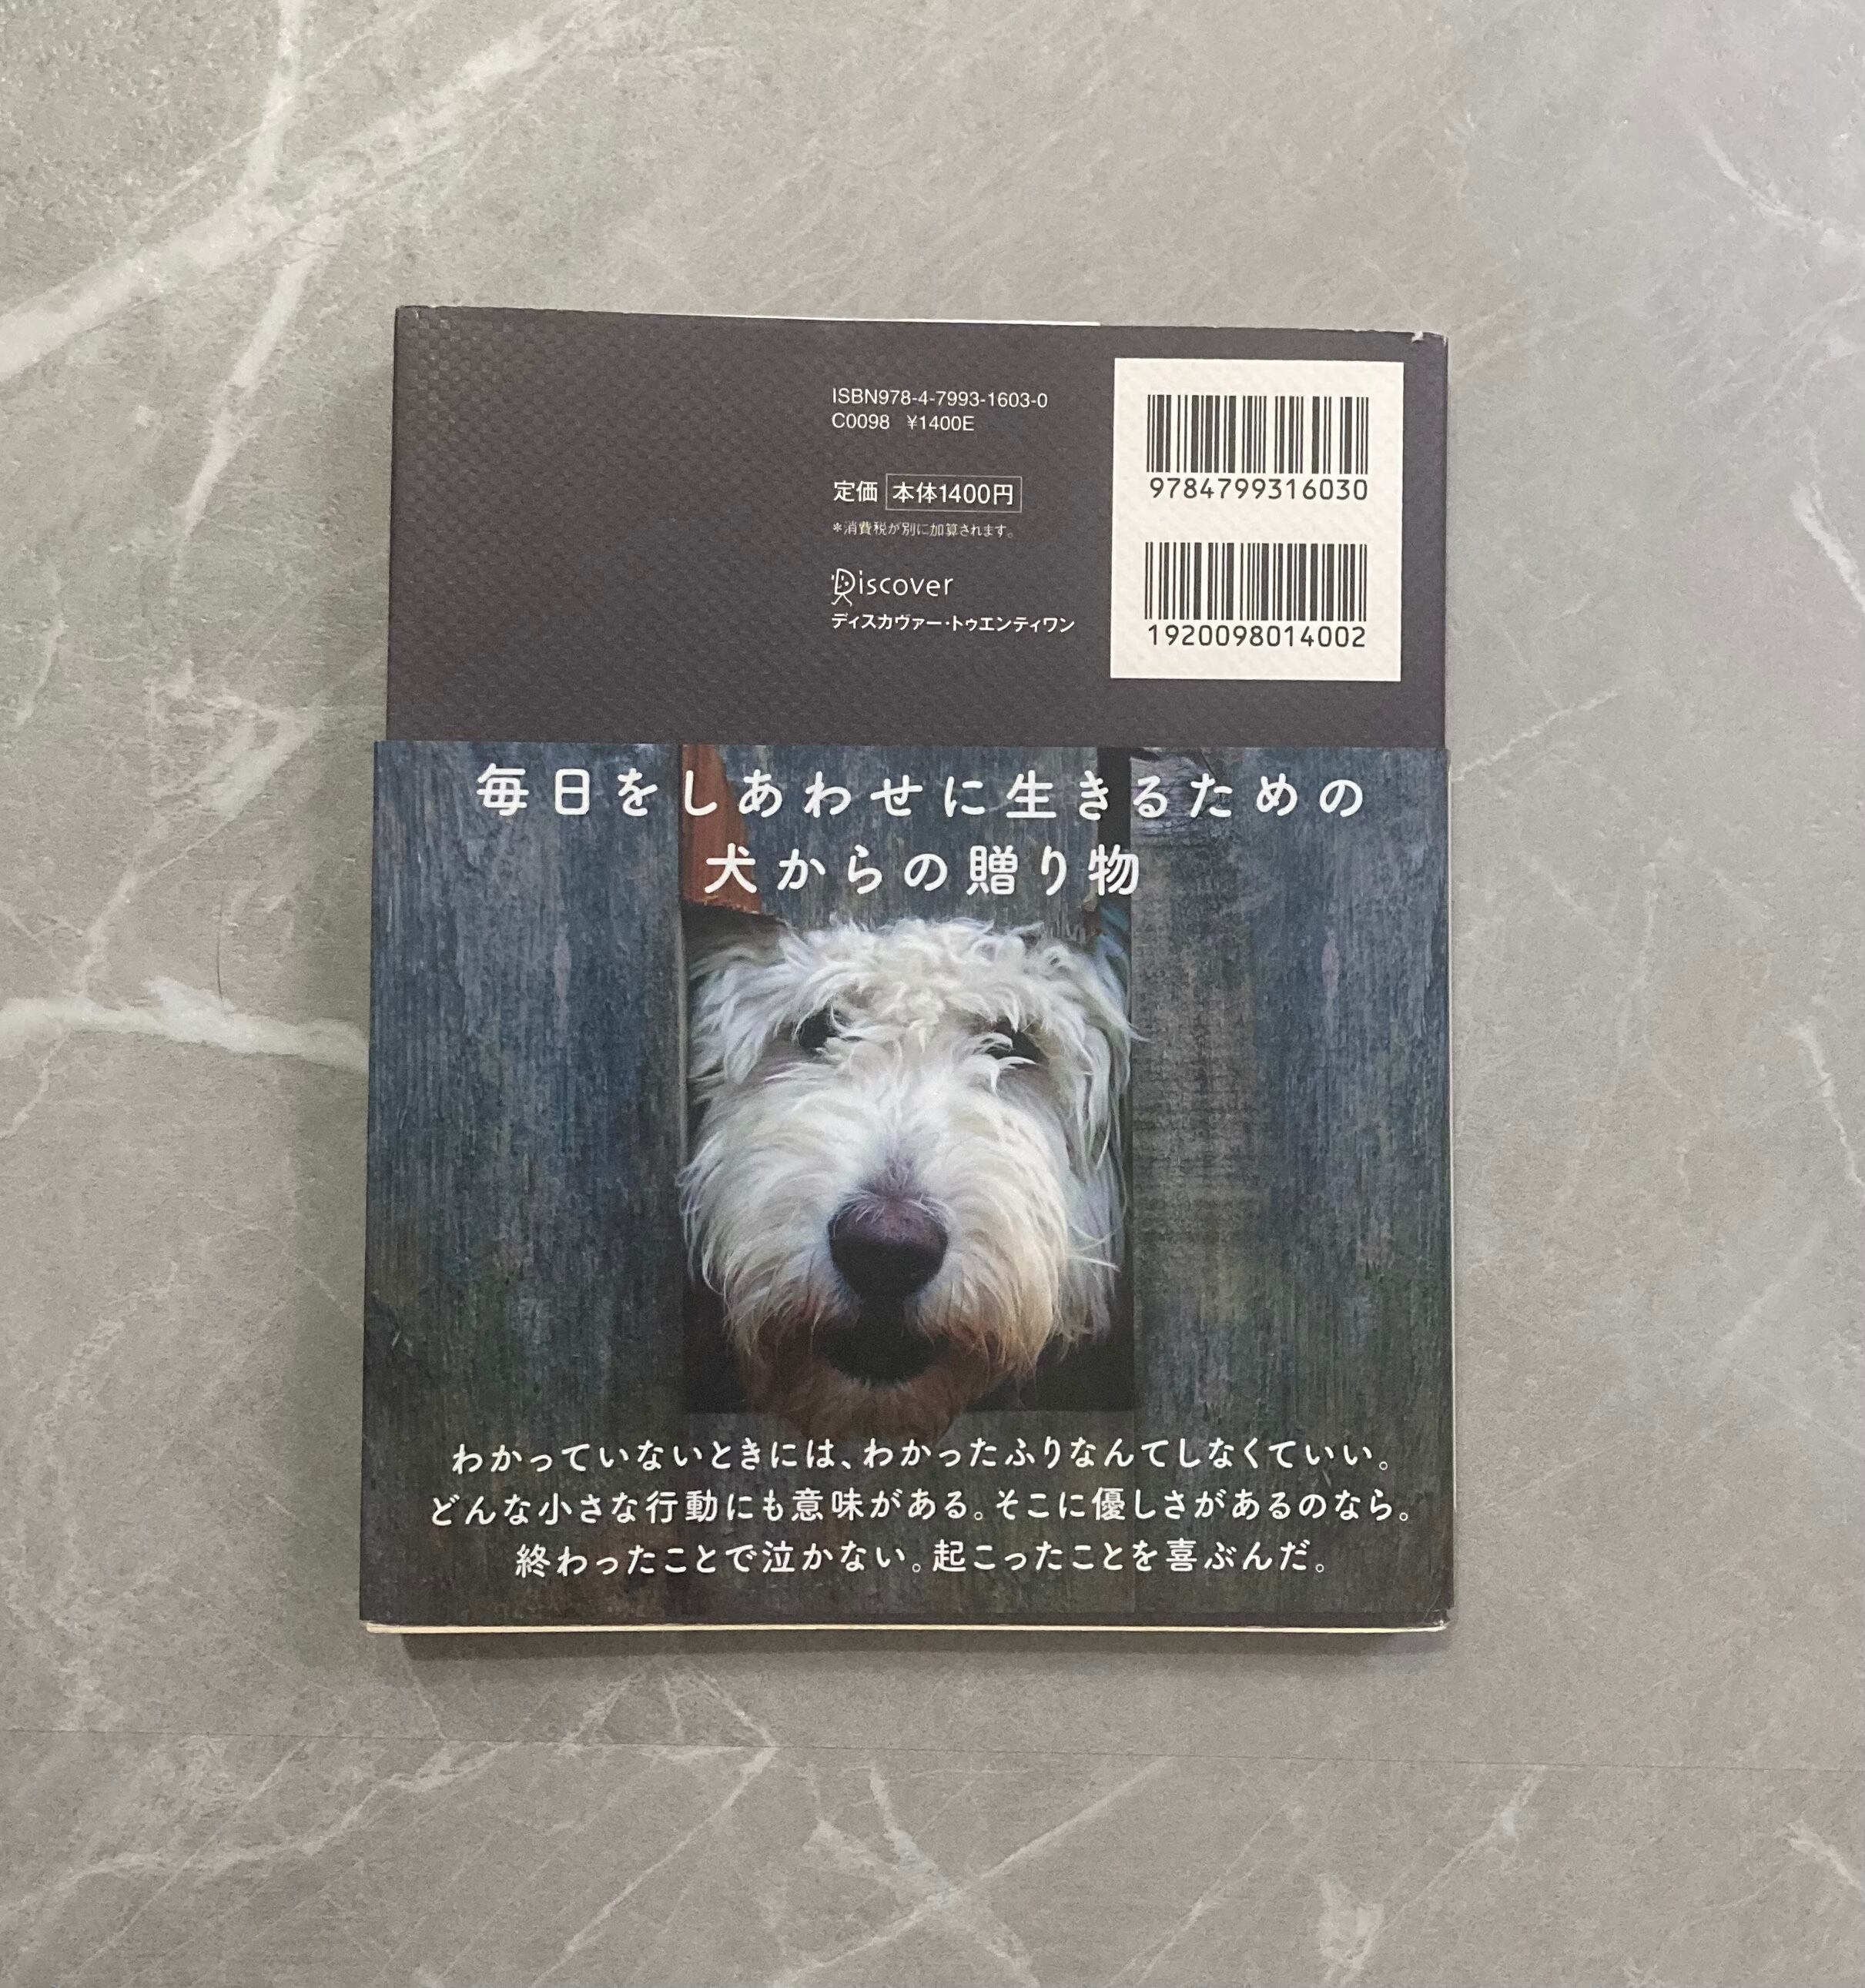 ISBN978-4-7993-1603-0
C0098 ¥1400E
定価 本体1400円
*消費税が別に加算されます。
Discover
ディスカヴァー・トゥエンティワン
9784799316030
1920098014002
毎日をしあわせに生きるための
犬からの贈り物
わかっていないときには、わかったふりなんてしなくていい。
どんな小さな行動にも意味がある。そこに優しさがあるのなら。
終わったことで泣かない。起こったことを喜ぶんだ。